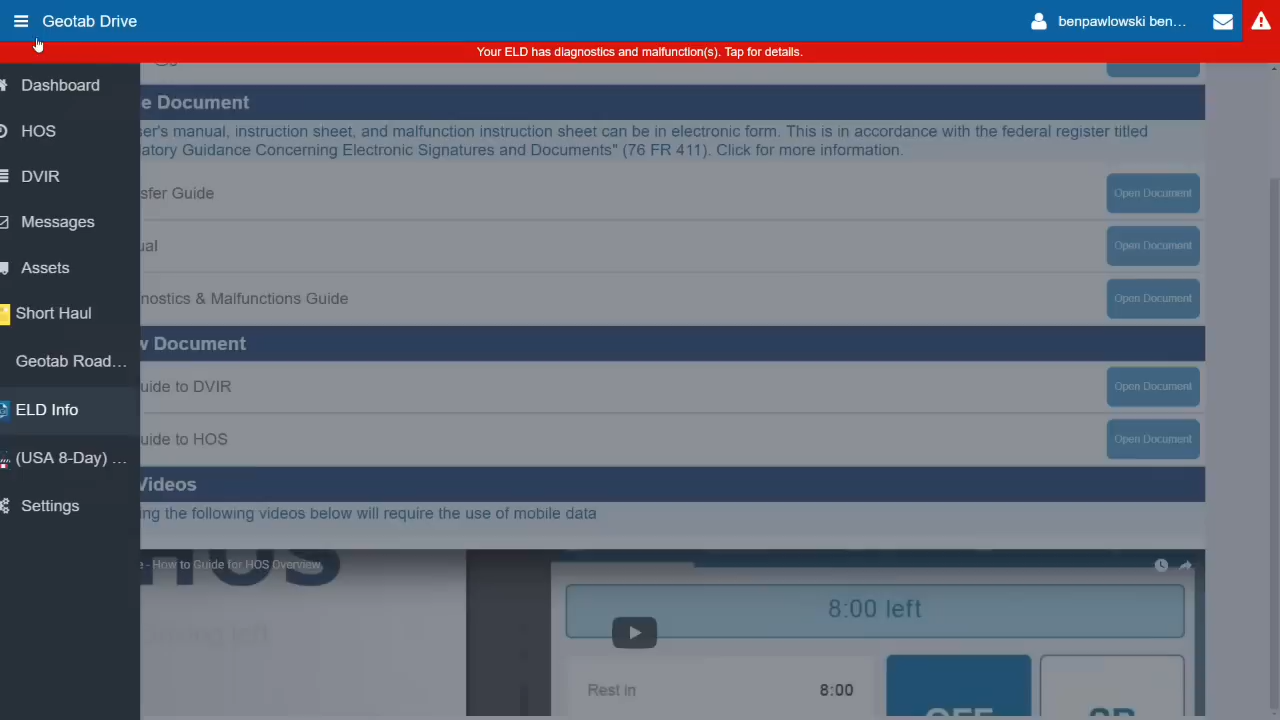 Geotab Drive
benpawlowski ben...
Your ELD has diagnostics and malfunction(s). Tap for details.
Dashboard
HOS
DVIR
Messages
Assets
Short Haul
Geotab Road...
ELD Info
(USA 8-Day) ...
Settings
e Document
ser's manual, instruction sheet, and malfunction instruction sheet can be in electronic form. This is in accordance with the federal register titled
latory Guidance Concerning Electronic Signatures and Documents" (76 FR 411). Click for more information.
sfer Guide
Open Document
ual
Open Document
nostics & Malfunctions Guide
Open Document
w Document
uide to DVIR
Open Document
uide to HOS
Open Document
Videos
ing the following videos below will require the use of mobile data
HOS
e - How to Guide for HOS Overview
8:00 left
Rest in
8:00
OFF
SB